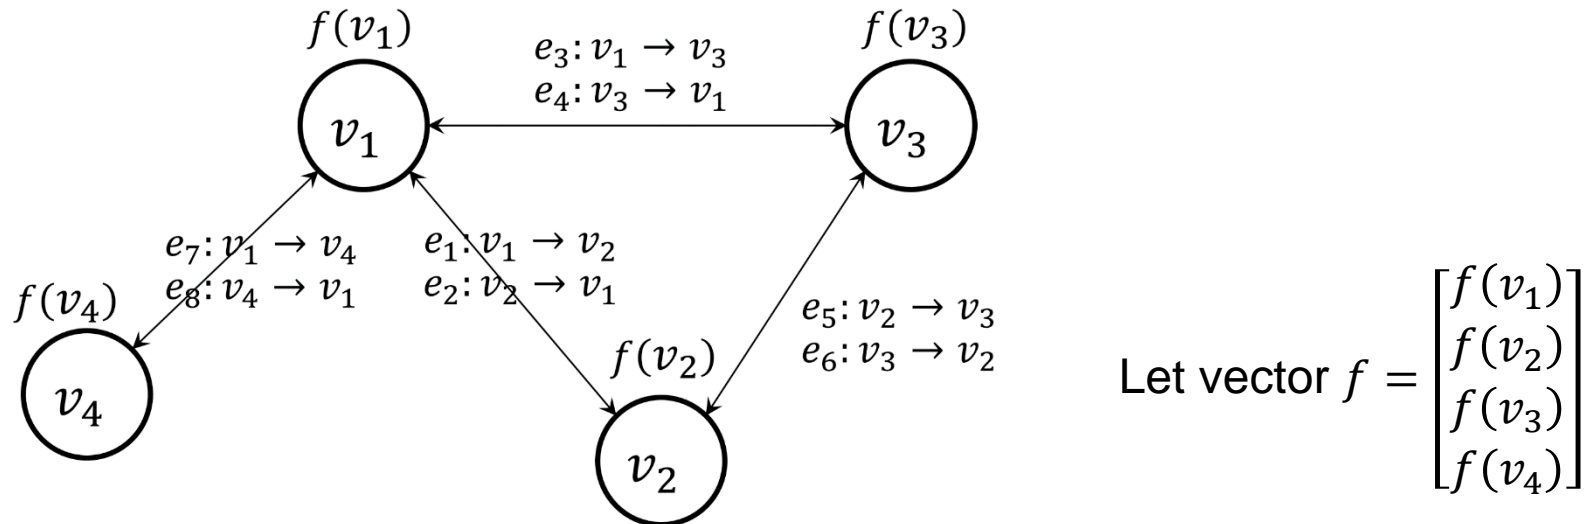 f(v₁)
f(v₃)
e₃: v₁ → v₃
e₄: v₃ → v₁
v₁
v₃
e₇: v₁ → v₄
e₈: v₄ → v₁
e₁: v₁ → v₂
e₂: v₂ → v₁
f(v₄)
e₅: v₂ → v₃
e₆: v₃ → v₂
f(v₂)
v₄
v₂
Let vector f = [f(v₁)
f(v₂)
f(v₃)
f(v₄)]